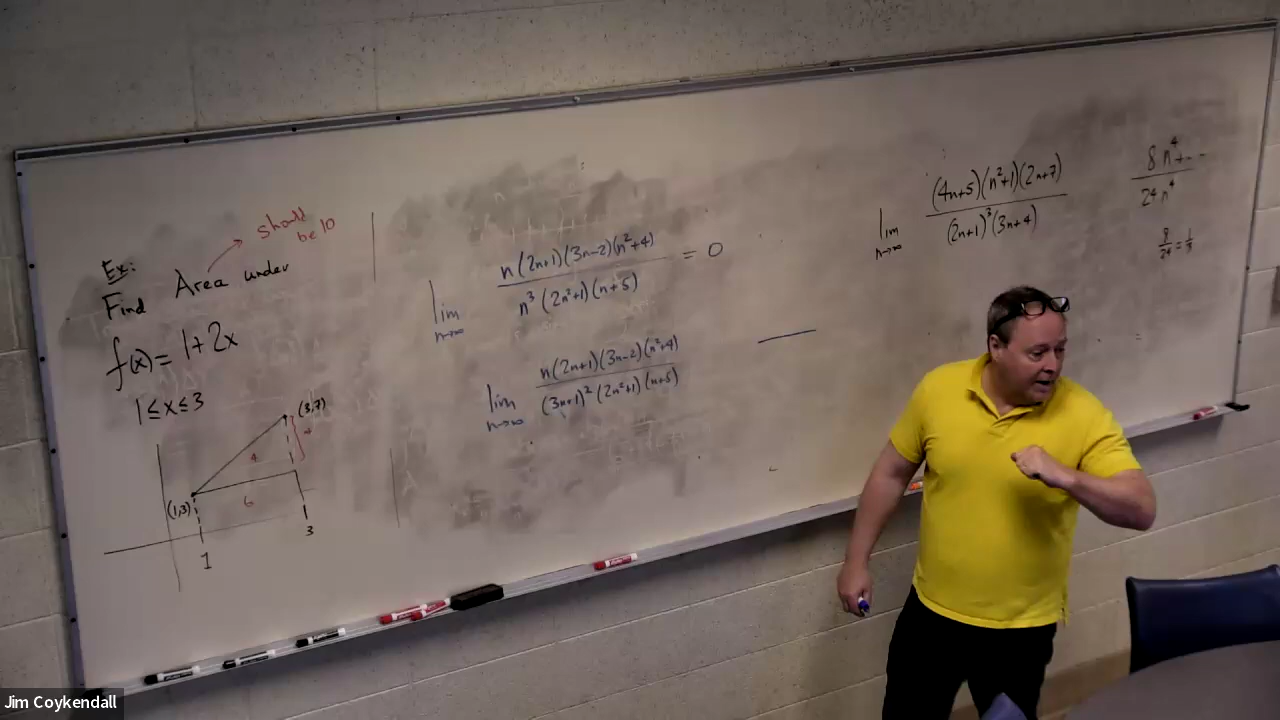 Ex:
Find Area under
should
be 10
f(x) = 1+2x
1 ≤ x ≤ 3
(3,7)
4
4
(1,3)
6
1
3
lim n→∞ n(2n+1)(3n-2)(n²+4) / n³(2n²+1)(n+5) = 0
lim n→∞ n(2n+1)(3n-2)(n²+4) / (3n+1)²(2n²+1)(n+5)
lim n→∞ (4n+5)(n²+1)(2n+7) / (2n+1)³(3n+4)
8n⁴+-- / 24n⁴
8/24 = 1/3
Jim Coykendall